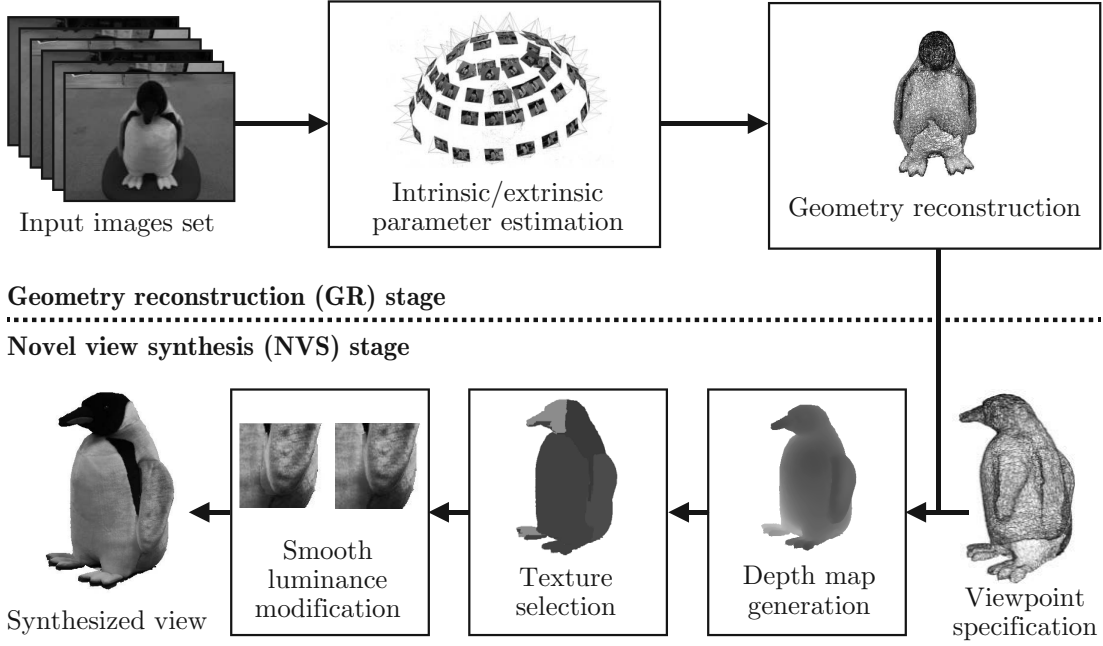 Input images set
Intrinsic/extrinsic
parameter estimation
Geometry reconstruction
Geometry reconstruction (GR) stage
Novel view synthesis (NVS) stage
Synthesized view
Smooth
luminance
modification
Texture
selection
Depth map
generation
Viewpoint
specification